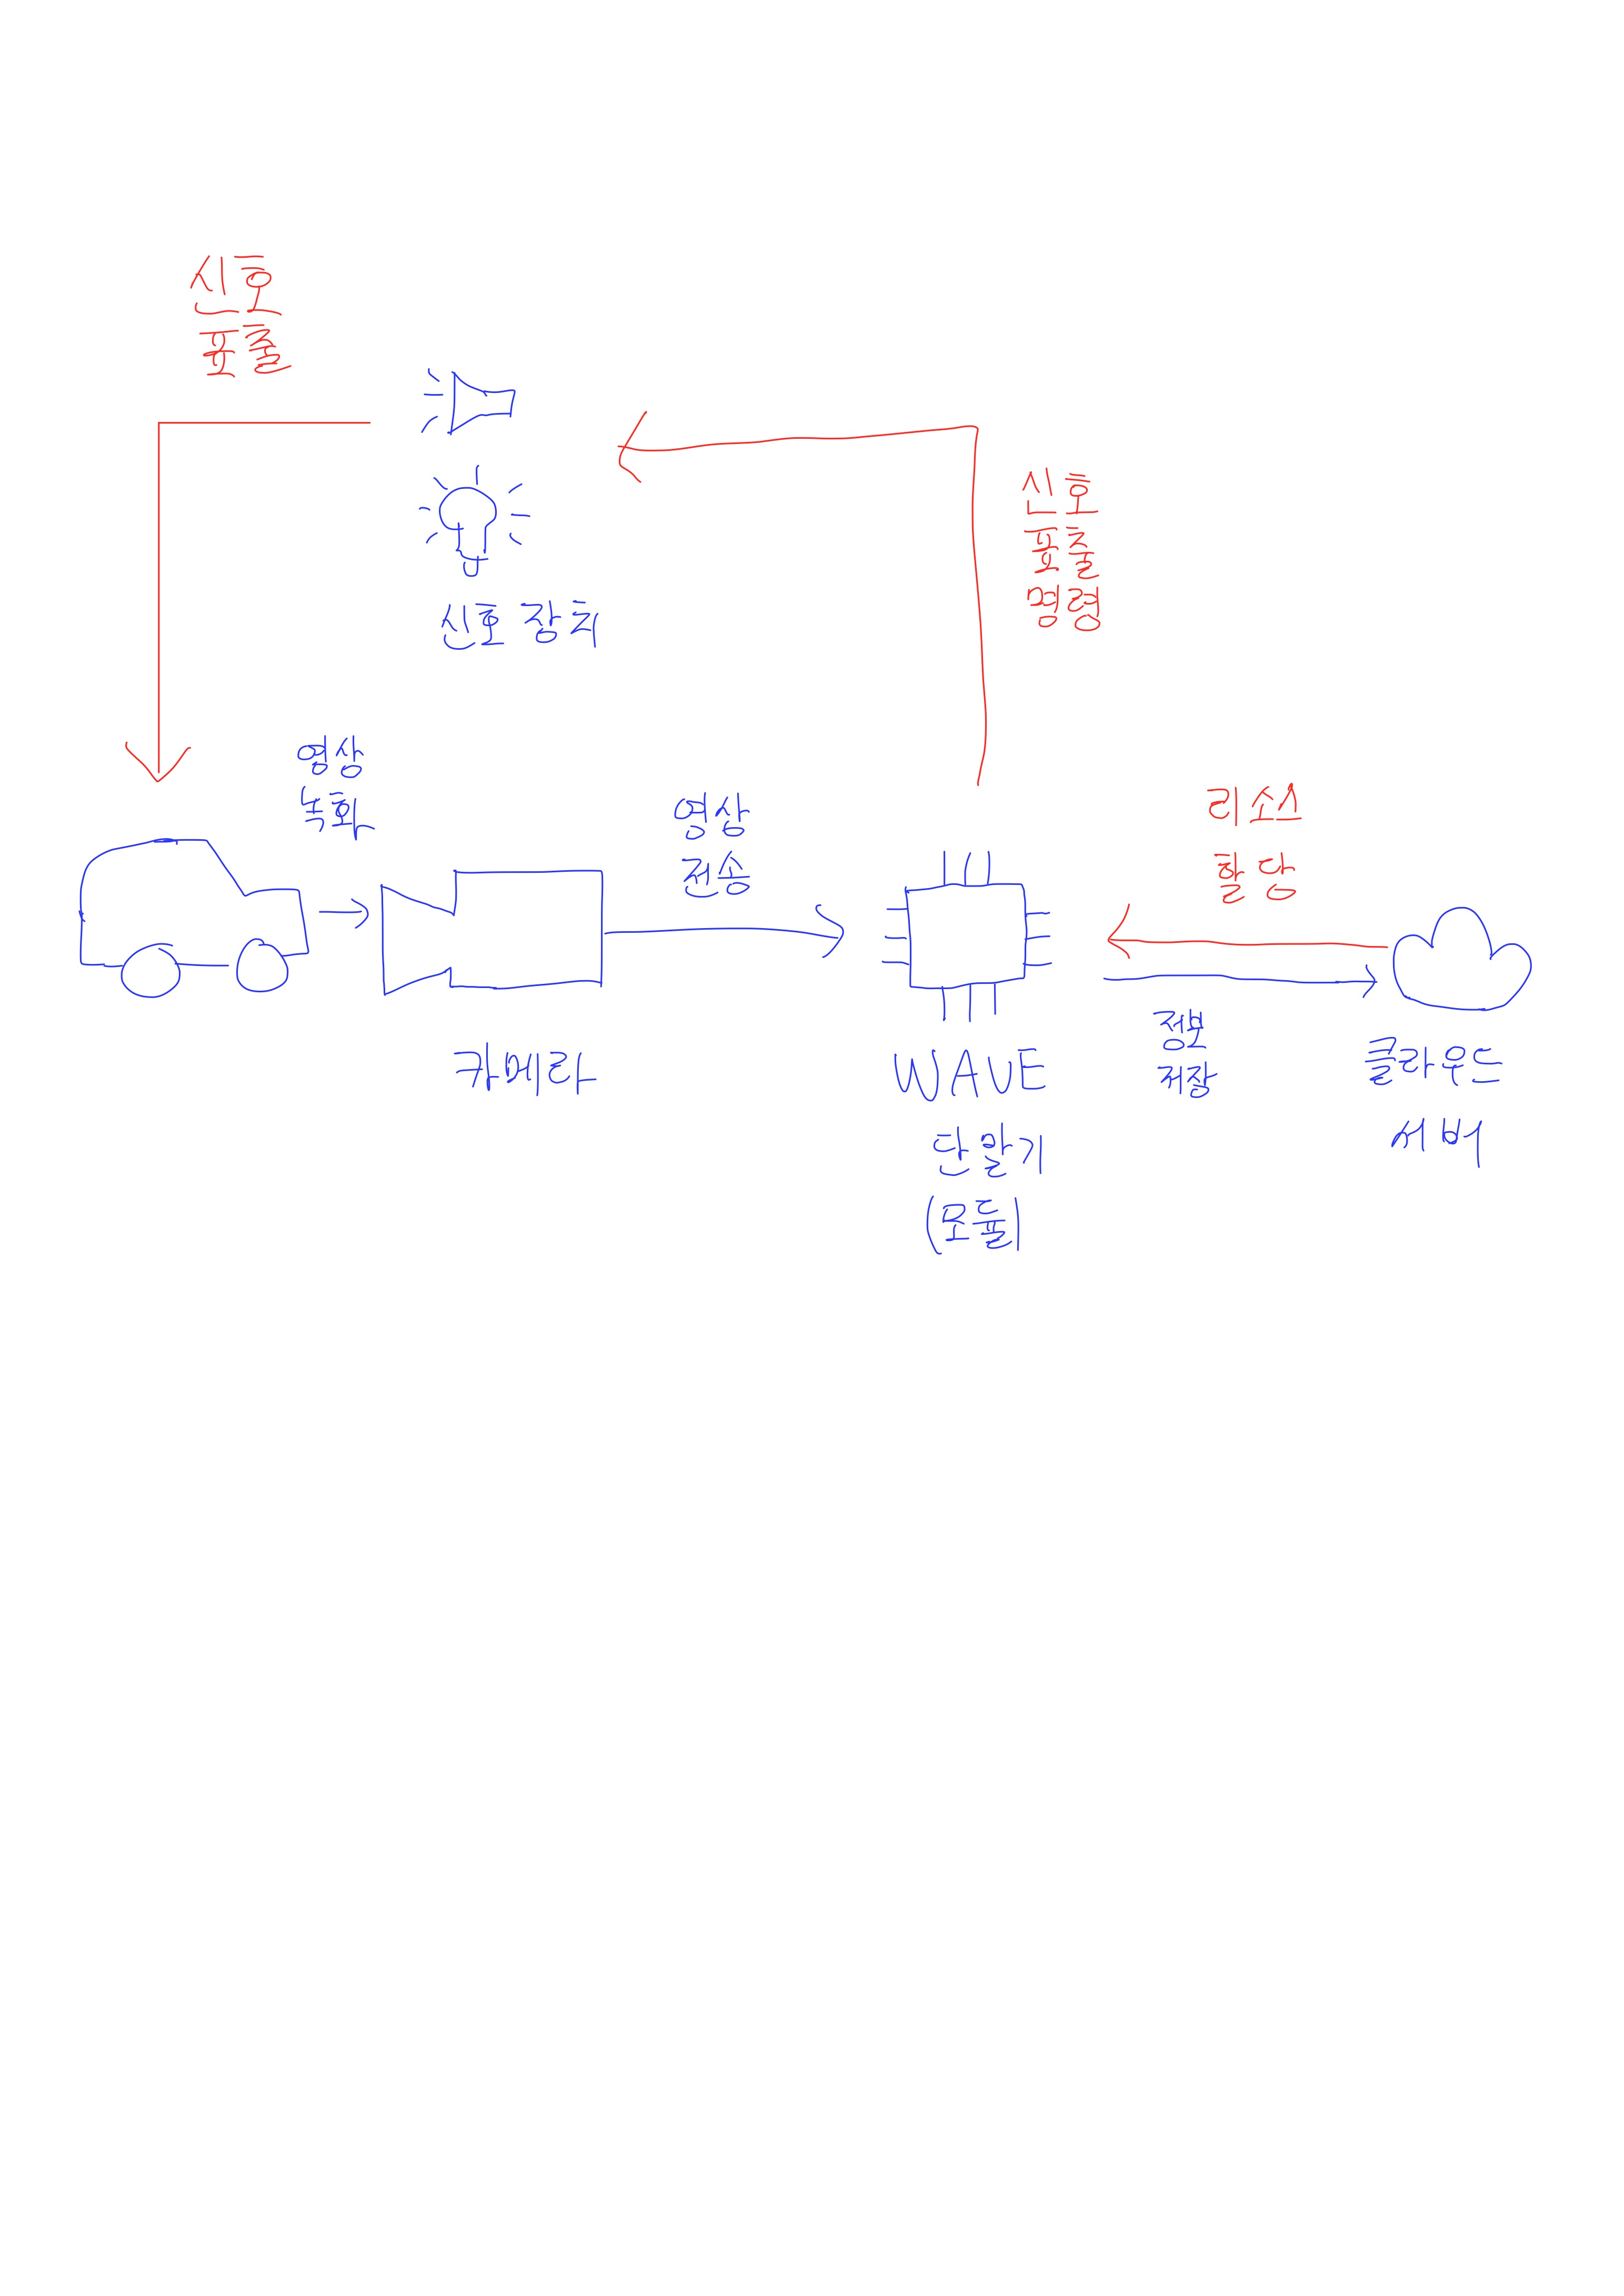 신호
표출
신호
표출
명령
신호 장치
영상
녹화
영상
전송
리소스
할당
카메라
WAVE
단말기
(모듈)
정보
저장
클라우드
서버